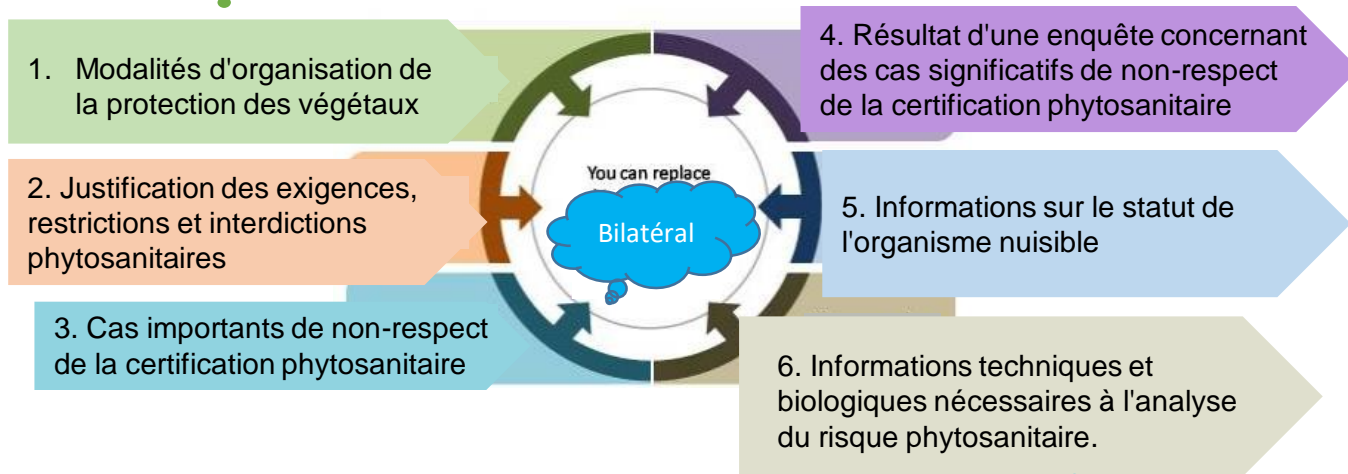 1. Modalités d'organisation de
la protection des végétaux
2. Justification des exigences,
restrictions et interdictions
phytosanitaires
3. Cas importants de non-respect
de la certification phytosanitaire
You can replace
Bilatéral
4. Résultat d'une enquête concernant
des cas significatifs de non-respect
de la certification phytosanitaire
5. Informations sur le statut de
l'organisme nuisible
6. Informations techniques et
biologiques nécessaires à l'analyse
du risque phytosanitaire.